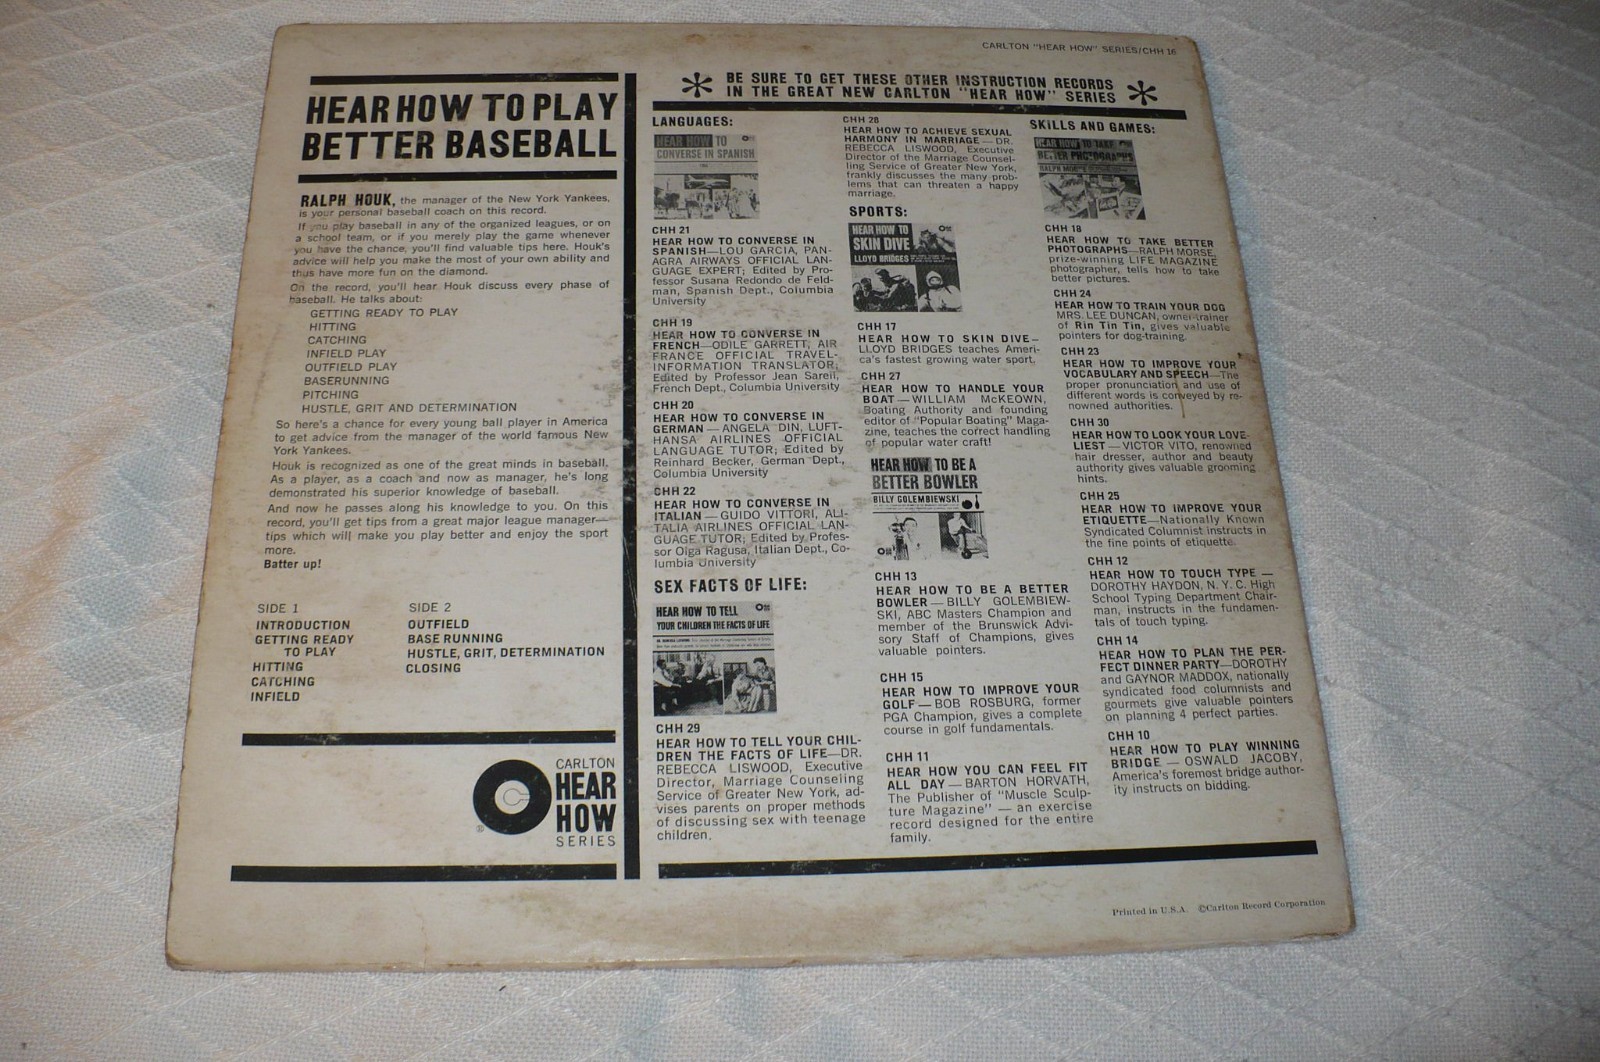 CARLTON "HEAR HOW" SERIES/CHH 16
HEAR HOW TO PLAY
BETTER BASEBALL
RALPH HOUK, the manager of the New York Yankees,
is your personal baseball coach on this record.
If you play baseball in any of the organized leagues, or on
a school team, or if you merely play the game whenever
you have the chance, you'll find valuable tips here. Houk's
advice will help you make the most of your own ability and
thus have more fun on the diamond.
On the record, you'll hear Houk discuss every phase of
baseball. He talks about:
GETTING READY TO PLAY
HITTING
CATCHING
INFIELD PLAY
OUTFIELD PLAY
BASERUNNING
PITCHING
HUSTLE, GRIT AND DETERMINATION
So here's a chance for every young ball player in America
to get advice from the manager of the world famous New
York Yankees.
Houk is recognized as one of the great minds in baseball.
As a player, as a coach and now as manager, he's long
demonstrated his superior knowledge of baseball.
And now he passes along his knowledge to you. On this
record, you'll get tips from a great major league manager—
tips which will make you play better and enjoy the sport
more.
Batter up!
SIDE 1
INTRODUCTION
GETTING READY
TO PLAY
HITTING
CATCHING
INFIELD
SIDE 2
OUTFIELD
BASE RUNNING
HUSTLE, GRIT, DETERMINATION
CLOSING
CARLTON
HEAR
HOW
SERIES
®
* BE SURE TO GET THESE OTHER INSTRUCTION RECORDS
IN THE GREAT NEW CARLTON "HEAR HOW" SERIES *
LANGUAGES:
HEAR HOW TO
CONVERSE IN SPANISH
CHH 21
HEAR HOW TO CONVERSE IN
SPANISH—LOU GARCIA, PAN-
AGRA AIRWAYS OFFICIAL LAN-
GUAGE EXPERT; Edited by Pro-
fessor Susana Redondo de Feld-
man, Spanish Dept., Columbia
University
CHH 19
HEAR HOW TO CONVERSE IN
FRENCH—ODILE GARRETT, AIR
FRANCE OFFICIAL TRAVEL-
INFORMATION TRANSLATOR;
Edited by Professor Jean Sareil,
French Dept., Columbia University
CHH 20
HEAR HOW TO CONVERSE IN
GERMAN—ANGELA DIN, LUFT-
HANSA AIRLINES OFFICIAL
LANGUAGE TUTOR; Edited by
Reinhard Becker, German Dept.,
Columbia University
CHH 22
HEAR HOW TO CONVERSE IN
ITALIAN—GUIDO VITTORI, ALI-
TALIA AIRLINES OFFICIAL LAN-
GUAGE TUTOR; Edited by Profes-
sor Olga Ragusa, Italian Dept., Co-
lumbia University
SEX FACTS OF LIFE:
HEAR HOW TO TELL
YOUR CHILDREN THE FACTS OF LIFE
CHH 29
HEAR HOW TO TELL YOUR CHIL-
DREN THE FACTS OF LIFE—DR.
REBECCA LISWOOD, Executive
Director, Marriage Counseling
Service of Greater New York, ad-
vises parents on proper methods
of discussing sex with teenage
children.
CHH 28
HEAR HOW TO ACHIEVE SEXUAL
HARMONY IN MARRIAGE—DR.
REBECCA LISWOOD, Executive
Director of the Marriage Counsel-
ling Service of Greater New York,
frankly discusses the many prob-
lems that can threaten a happy
marriage.
SPORTS:
HEAR HOW TO
SKIN DIVE
LLOYD BRIDGES
CHH 17
HEAR HOW TO SKIN DIVE—
LLOYD BRIDGES teaches Ameri-
ca's fastest growing water sport.
CHH 27
HEAR HOW TO HANDLE YOUR
BOAT—WILLIAM McKEOWN,
Boating Authority and founding
editor of "Popular Boating" Maga-
zine, teaches the correct handling
of popular water craft!
HEAR HOW TO BE A
BETTER BOWLER
BILLY GOLEMBIEWSKI
CHH 13
HEAR HOW TO BE A BETTER
BOWLER—BILLY GOLEMBIEW-
SKI, ABC Masters Champion and
member of the Brunswick Advi-
sory Staff of Champions, gives
valuable pointers.
CHH 15
HEAR HOW TO IMPROVE YOUR
GOLF—BOB ROSBURG, former
PGA Champion, gives a complete
course in golf fundamentals.
CHH 11
HEAR HOW YOU CAN FEEL FIT
ALL DAY—BARTON HORVATH,
The Publisher of "Muscle Sculp-
ture Magazine" — an exercise
record designed for the entire
family.
SKILLS AND GAMES:
HEAR HOW TO TAKE
BETTER PHOTOGRAPHS
RALPH MORSE
CHH 18
HEAR HOW TO TAKE BETTER
PHOTOGRAPHS—RALPH MORSE,
prize-winning LIFE MAGAZINE
photographer, tells how to take
better pictures.
CHH 24
HEAR HOW TO TRAIN YOUR DOG
MRS. LEE DUNCAN, owner-trainer
of Rin Tin Tin, gives valuable
pointers for dog-training.
CHH 23
HEAR HOW TO IMPROVE YOUR
VOCABULARY AND SPEECH—The
proper pronunciation and use of
different words is conveyed by re-
nowned authorities.
CHH 30
HEAR HOW TO LOOK YOUR LOVE-
LIEST—VICTOR VITO, renowned
hair dresser, author and beauty
authority gives valuable grooming
hints.
CHH 25
HEAR HOW TO IMPROVE YOUR
ETIQUETTE—Nationally Known
Syndicated Columnist instructs in
the fine points of etiquette.
CHH 12
HEAR HOW TO TOUCH TYPE —
DOROTHY HAYDON, N. Y. C. High
School Typing Department Chair-
man, instructs in the fundamen-
tals of touch typing.
CHH 14
HEAR HOW TO PLAN THE PER-
FECT DINNER PARTY—DOROTHY
and GAYNOR MADDOX, nationally
syndicated food columnists and
gourmets give valuable pointers
on planning 4 perfect parties.
CHH 10
HEAR HOW TO PLAY WINNING
BRIDGE — OSWALD JACOBY,
America's foremost bridge author-
ity instructs on bidding.
Printed in U.S.A. ©Carlton Record Corporation